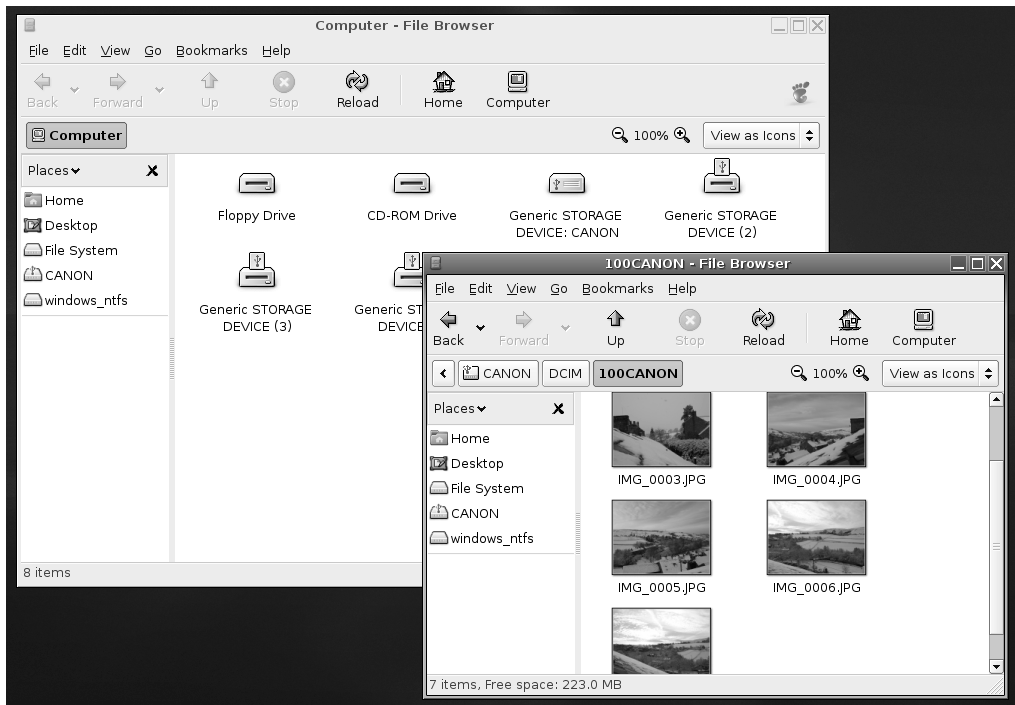 Computer - File Browser
File Edit View Go Bookmarks Help
Back Forward Up Stop Reload Home Computer
Computer 100% View as Icons
Places
Home
Desktop
File System
CANON
windows_ntfs
Floppy Drive
CD-ROM Drive
Generic STORAGE
DEVICE: CANON
Generic STORAGE
DEVICE (2)
Generic STORAGE
DEVICE (3)
Generic ST
DEVICE
8 items
100CANON - File Browser
File Edit View Go Bookmarks Help
Back Forward Up Stop Reload Home Computer
CANON DCIM 100CANON 100% View as Icons
Places
Home
Desktop
File System
CANON
windows_ntfs
IMG_0003.JPG
IMG_0004.JPG
IMG_0005.JPG
IMG_0006.JPG
7 items, Free space: 223.0 MB